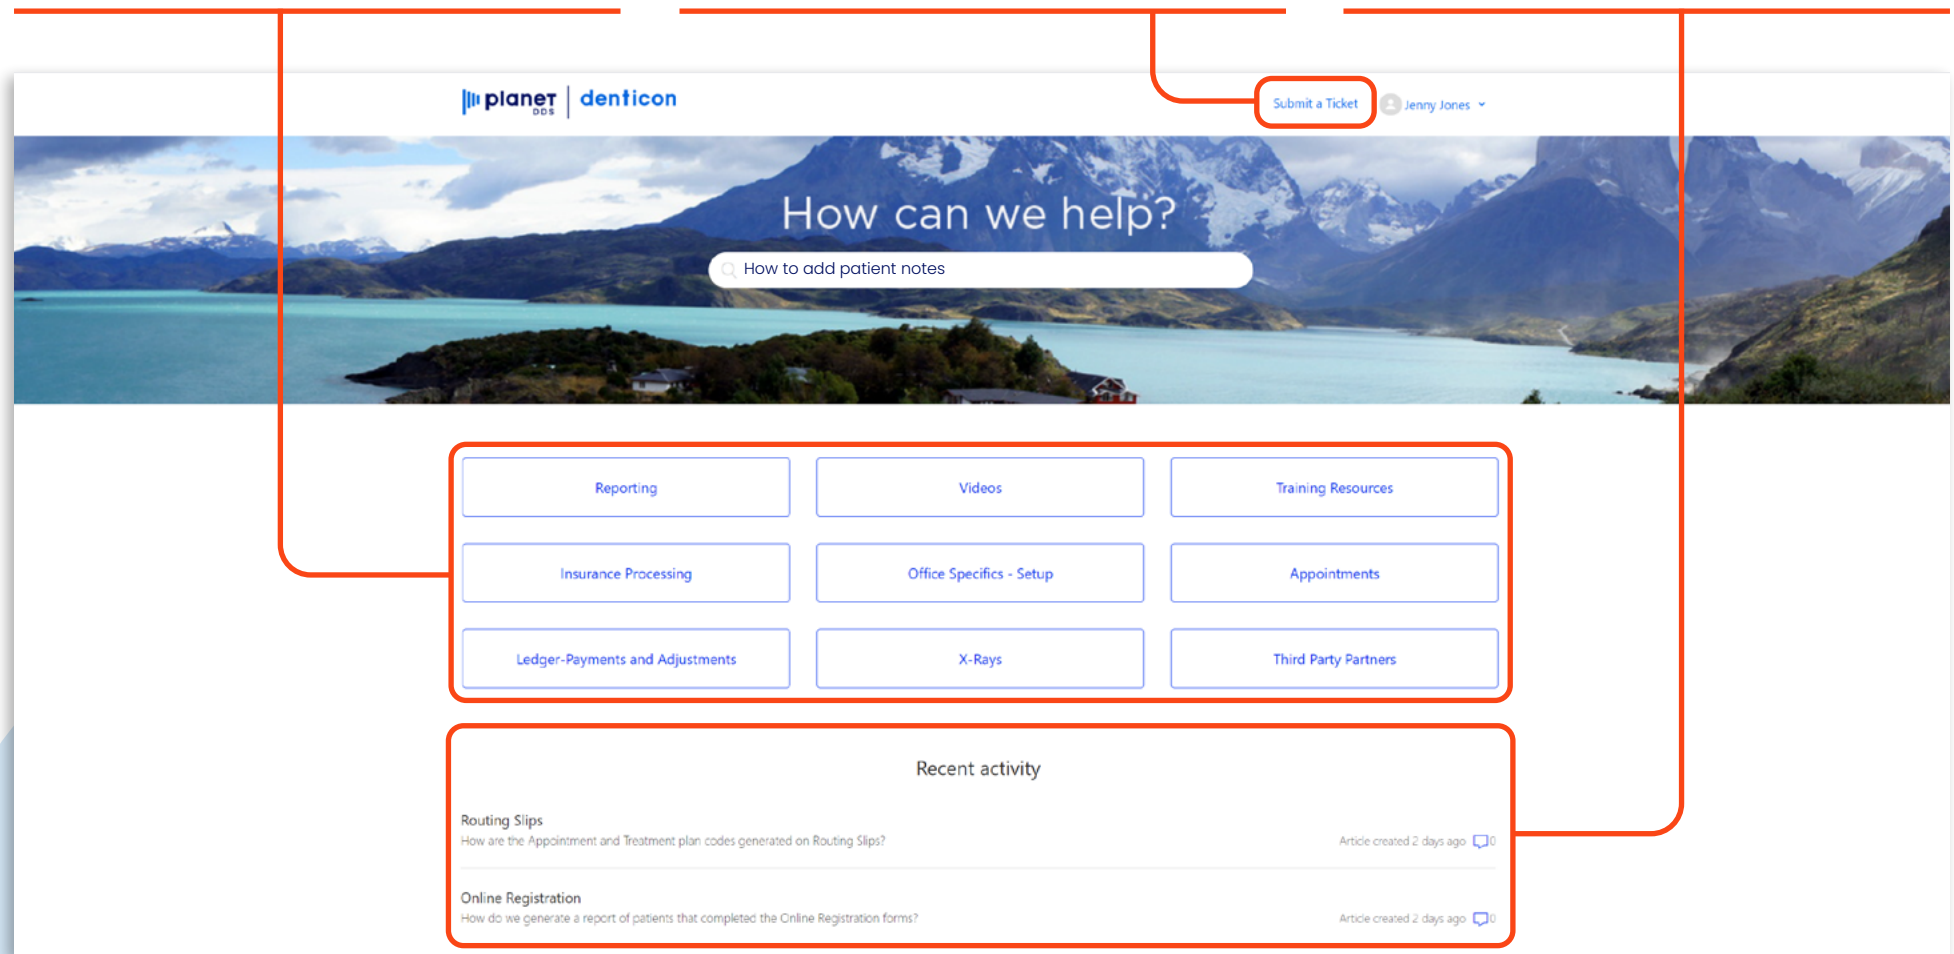 planet DDS | denticon
Submit a Ticket
Jenny Jones
How can we help?
How to add patient notes
Reporting
Videos
Training Resources
Insurance Processing
Office Specifics - Setup
Appointments
Ledger-Payments and Adjustments
X-Rays
Third Party Partners
Recent activity
Routing Slips
How are the Appointment and Treatment plan codes generated on Routing Slips?
Article created 2 days ago 0
Online Registration
How do we generate a report of patients that completed the Online Registration forms?
Article created 2 days ago 0